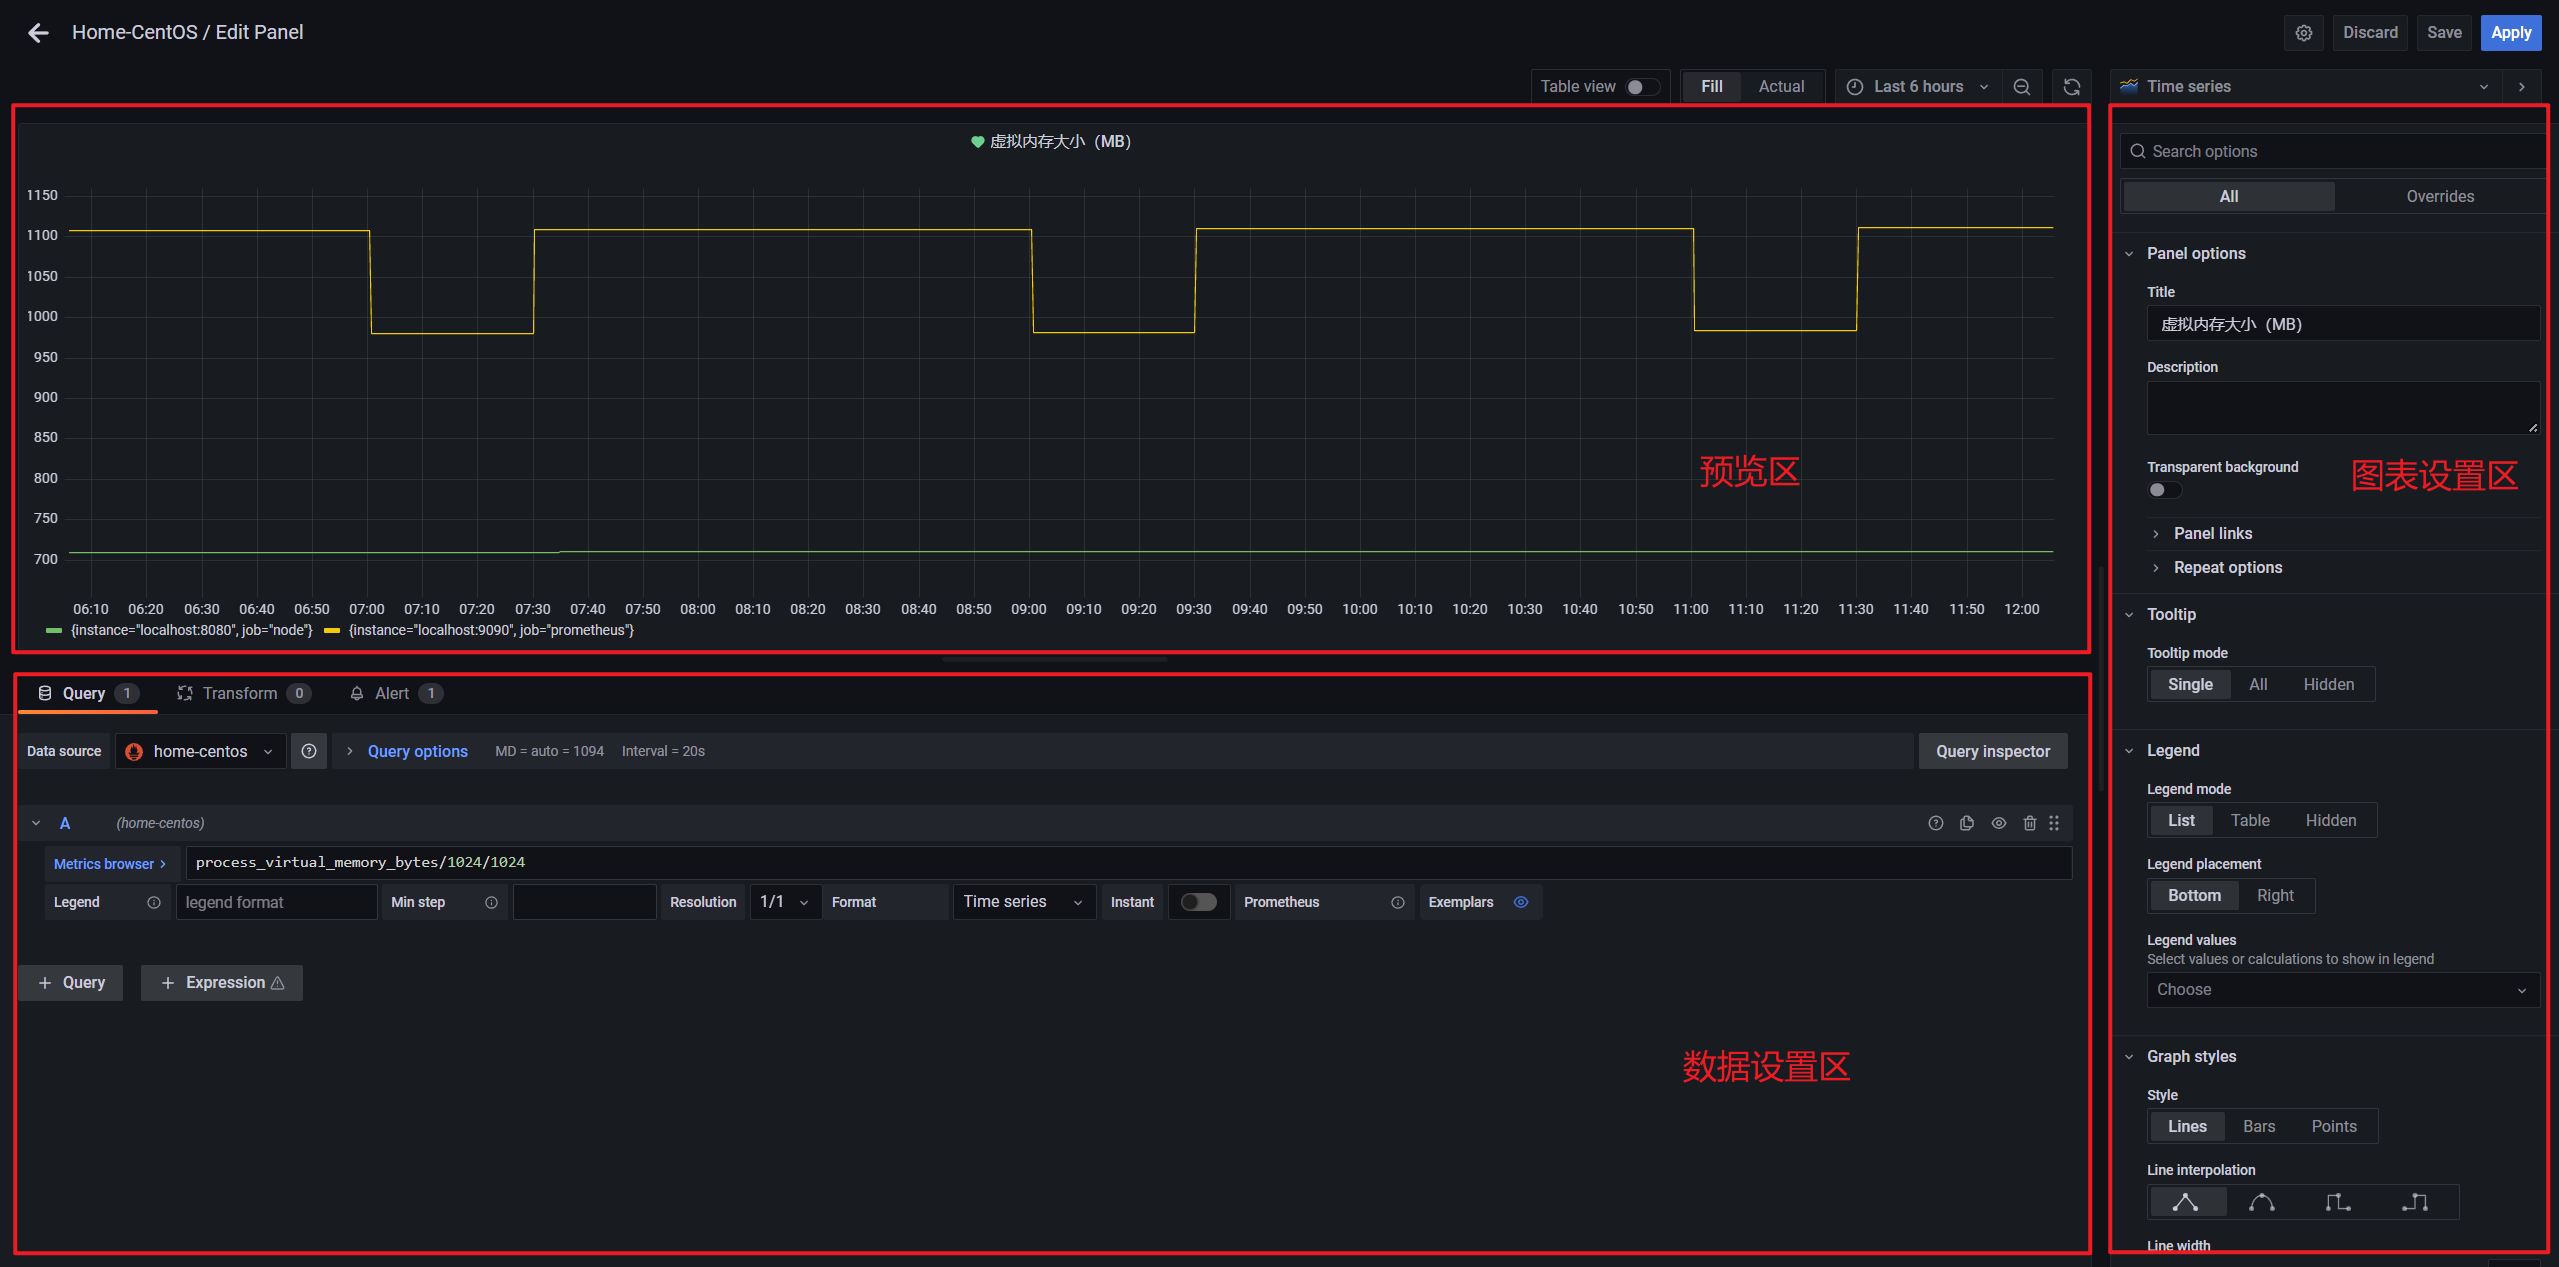 Home-CentOS / Edit Panel
Discard
Save
Apply
Table view
Fill
Actual
Last 6 hours
Time series
虚拟内存大小（MB）
1150
1100
1050
1000
950
900
850
800
750
700
06:10 06:20 06:30 06:40 06:50 07:00 07:10 07:20 07:30 07:40 07:50 08:00 08:10 08:20 08:30 08:40 08:50 09:00 09:10 09:20 09:30 09:40 09:50 10:00 10:10 10:20 10:30 10:40 10:50 11:00 11:10 11:20 11:30 11:40 11:50 12:00
{instance="localhost:8080", job="node"} {instance="localhost:9090", job="prometheus"}
预览区
Query 1
Transform 0
Alert 1
Data source
home-centos
Query options
MD = auto = 1094
Interval = 20s
Query inspector
A
(home-centos)
Metrics browser
process_virtual_memory_bytes/1024/1024
Legend
legend format
Min step
Resolution
1/1
Format
Time series
Instant
Prometheus
Exemplars
+ Query
+ Expression
数据设置区
Search options
All
Overrides
Panel options
Title
虚拟内存大小（MB）
Description
Transparent background
图表设置区
Panel links
Repeat options
Tooltip
Tooltip mode
Single
All
Hidden
Legend
Legend mode
List
Table
Hidden
Legend placement
Bottom
Right
Legend values
Select values or calculations to show in legend
Choose
Graph styles
Style
Lines
Bars
Points
Line interpolation
Line width